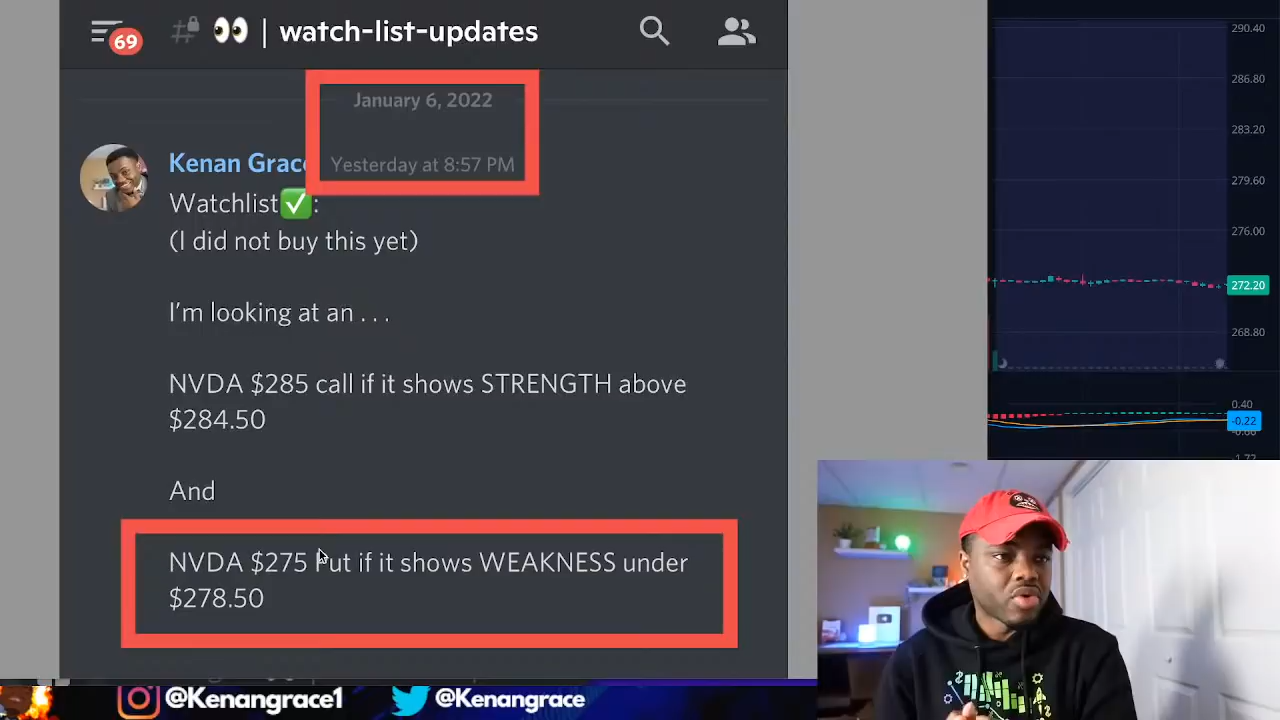 69
| watch-list-updates
January 6, 2022
Kenan Grace
Yesterday at 8:57 PM
Watchlist✅:
(I did not buy this yet)
I'm looking at an . . .
NVDA $285 call if it shows STRENGTH above
$284.50
And
NVDA $275 Put if it shows WEAKNESS under
$278.50
290.40
286.80
283.20
279.60
276.00
272.20
268.80
0.40
-0.22
@Kenangrace1
@Kenangrace